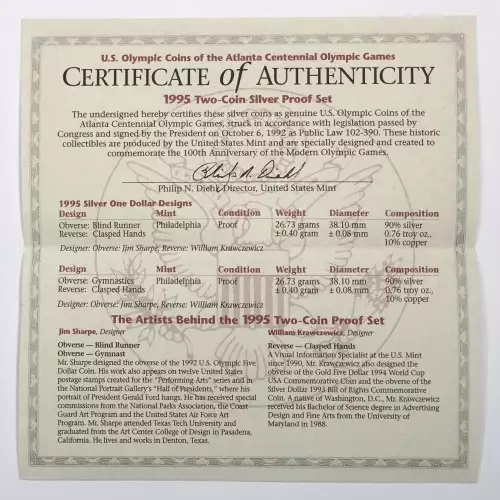 U.S. Olympic Coins of the Atlanta Centennial Olympic Games
CERTIFICATE of AUTHENTICITY
1995 Two-Coin Silver Proof Set
The undersigned hereby certifies these silver coins as genuine U.S. Olympic Coins of the
Atlanta Centennial Olympic Games, struck in accordance with legislation passed by
Congress and signed by the President on October 6, 1992 as Public Law 102-390. These historic
collectibles are produced by the United States Mint and are specially designed and created to
commemorate the 100th Anniversary of the Modern Olympic Games.
Philip N. Diehl
Philip N. Diehl, Director, United States Mint
1995 Silver One Dollar Designs
Design Mint Condition Weight Diameter Composition
Obverse: Blind Runner Philadelphia Proof 26.73 grams 38.10 mm 90% silver
Reverse: Clasped Hands ± 0.40 gram ± 0.08 mm 0.76 troy oz.,
10% copper
Designer: Obverse: Jim Sharpe, Reverse: William Krawczewicz
Design Mint Condition Weight Diameter Composition
Obverse: Gymnastics Philadelphia Proof 26.73 grams 38.10 mm 90% silver
Reverse: Clasped Hands ± 0.40 gram ± 0.08 mm 0.76 troy oz.,
10% copper
Designer: Obverse: Jim Sharpe, Reverse: William Krawczewicz
The Artists Behind the 1995 Two-Coin Proof Set
Jim Sharpe, Designer
Obverse — Blind Runner
Obverse — Gymnast
Mr. Sharpe designed the obverse of the 1992 U.S. Olympic Five
Dollar Coin. His work also appears on twelve United States
postage stamps created for the "Performing Arts" series and in
the National Portrait Gallery's "Hall of Presidents," where his
portrait of President Gerald Ford hangs. He has received special
commissions from the National Parks Association, the Coast
Guard Art Program and the United States Air Force Art
Program. Mr. Sharpe attended Texas Tech University and
graduated from the Art Center College of Design in Pasadena,
California. He lives and works in Denton, Texas.
William Krawczewicz, Designer
Reverse — Clasped Hands
A Visual Information Specialist at the U.S. Mint
since 1990, Mr. Krawczewicz also designed the
obverse of the Gold Five Dollar 1994 World Cup
USA Commemorative Coin and the obverse of the
Silver Dollar 1993 Bill of Rights Commemorative
Coin. A native of Washington, D.C., Mr. Krawczewicz
received his Bachelor of Science degree in Advertising
Design and Fine Arts from the University of
Maryland in 1988.